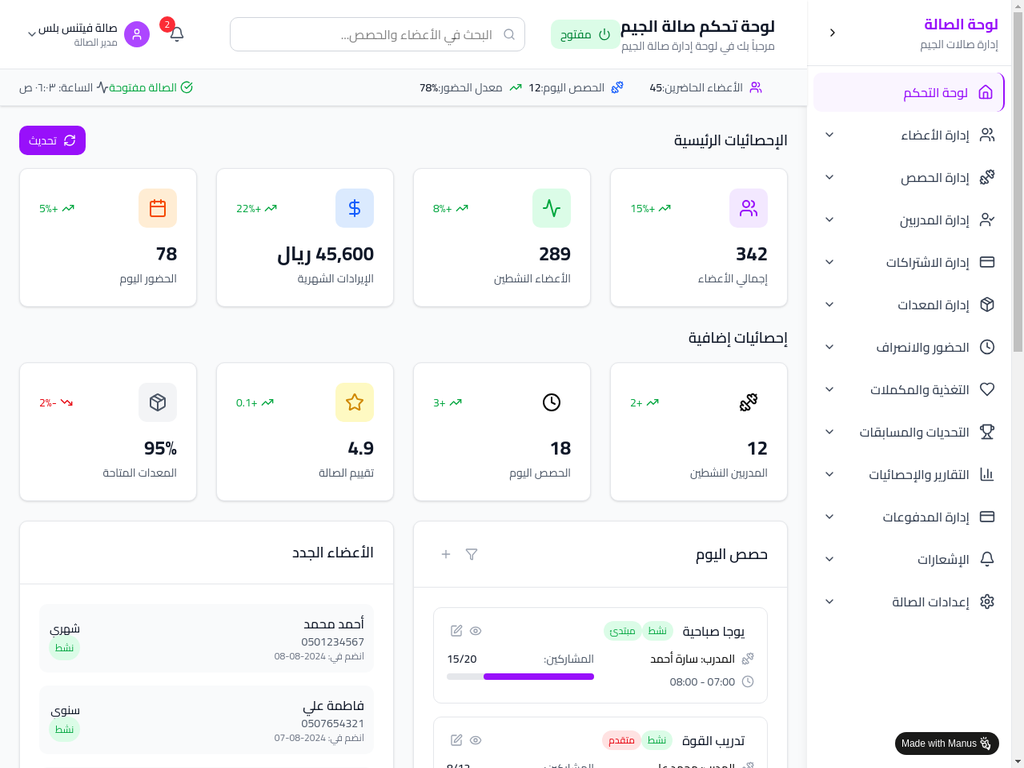 لوحة الصالة
إدارة صالات الجيم
لوحة التحكم
إدارة الأعضاء
إدارة الحصص
إدارة المدربين
إدارة الاشتراكات
إدارة المعدات
الحضور والانصراف
التغذية والمكملات
التحديات والمسابقات
التقارير والإحصائيات
إدارة المدفوعات
الإشعارات
إعدادات الصالة
Made with Manus
لوحة تحكم صالة الجيم
مرحباً بك في لوحة إدارة صالة الجيم
مفتوح
البحث في الأعضاء والحصص...
2
صالة فيتنس بلس
مدير الصالة
الأعضاء الحاضرين: 45
الحصص اليوم: 12
معدل الحضور: 78%
الصالة مفتوحة
الساعة: ٠٦:٠٣ ص
الإحصائيات الرئيسية
تحديث
+15%
342
إجمالي الأعضاء
+8%
289
الأعضاء النشطين
+22%
45,600 ريال
الإيرادات الشهرية
+5%
78
الحضور اليوم
إحصائيات إضافية
+2
12
المدربين النشطين
+3
18
الحصص اليوم
+0.1
4.9
تقييم الصالة
-2%
95%
المعدات المتاحة
حصص اليوم
يوجا صباحية
نشط
مبتدئ
المدرب: سارة أحمد
المشاركين:
15/20
07:00 - 08:00
تدريب القوة
نشط
متقدم
المدرب: محمد علي
المشاركين:
8/12
الأعضاء الجدد
أحمد محمد
0501234567
انضم في: 2024-08-08
شهري
نشط
فاطمة علي
0507654321
انضم في: 2024-08-07
سنوي
نشط